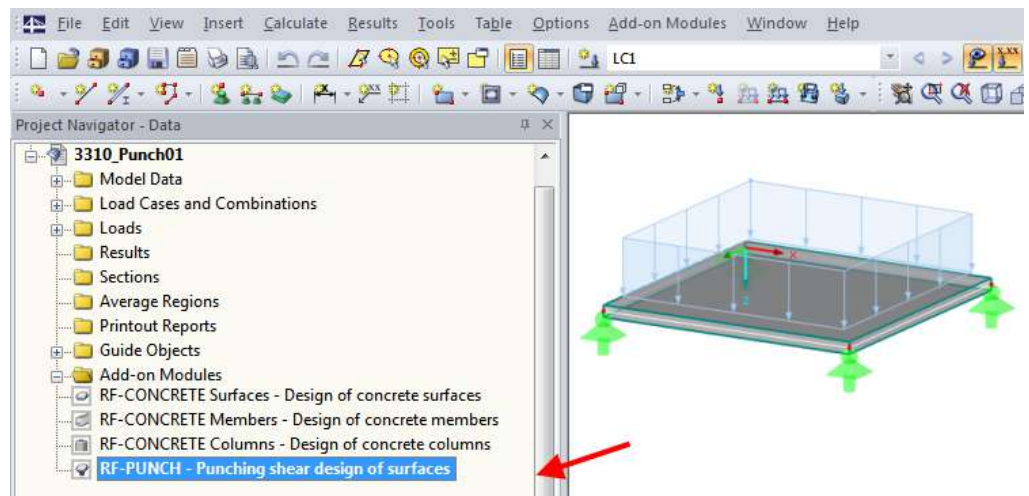 File Edit View Insert Calculate Results Tools Table Options Add-on Modules Window Help
LC1
X.XX
Project Navigator - Data
3310_Punch01
Model Data
Load Cases and Combinations
Loads
Results
Sections
Average Regions
Printout Reports
Guide Objects
Add-on Modules
RF-CONCRETE Surfaces - Design of concrete surfaces
RF-CONCRETE Members - Design of concrete members
RF-CONCRETE Columns - Design of concrete columns
RF-PUNCH - Punching shear design of surfaces
X
Z